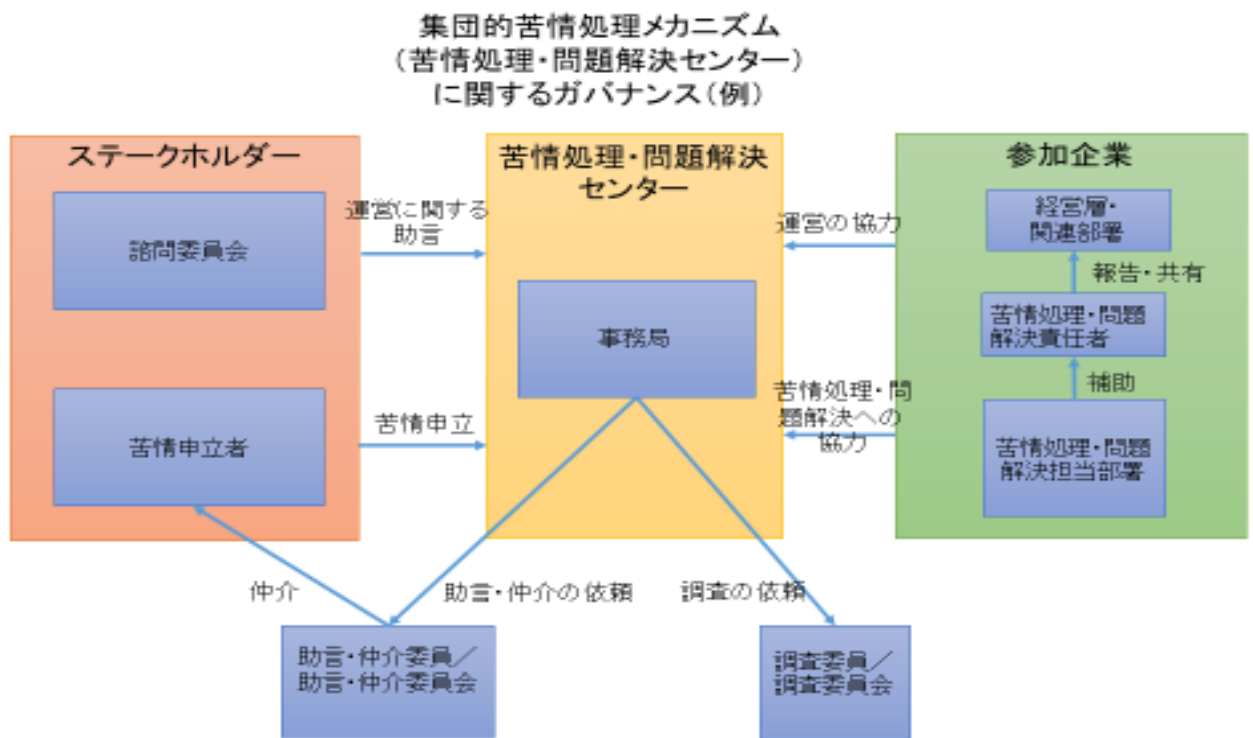 集団的苦情処理メカニズム
（苦情処理・問題解決センター）
に関するガバナンス（例）
ステークホルダー
諮問委員会
苦情申立者
運営に関する
助言
苦情申立
苦情処理・問題解決
センター
事務局
運営の協力
苦情処理・問
題解決への
協力
参加企業
経営層・
関連部署
報告・共有
苦情処理・問題
解決責任者
補助
苦情処理・問題
解決担当部署
仲介
助言・仲介の依頼
調査の依頼
助言・仲介委員／
助言・仲介委員会
調査委員／
調査委員会